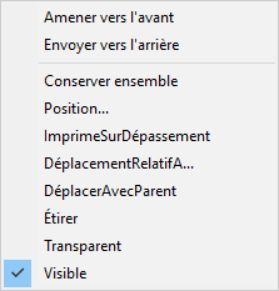 Amener vers l'avant
Envoyer vers l'arrière
Conserver ensemble
Position...
ImprimeSurDépassement
DéplacementRelatifA...
DéplacerAvecParent
Étirer
Transparent
Visible